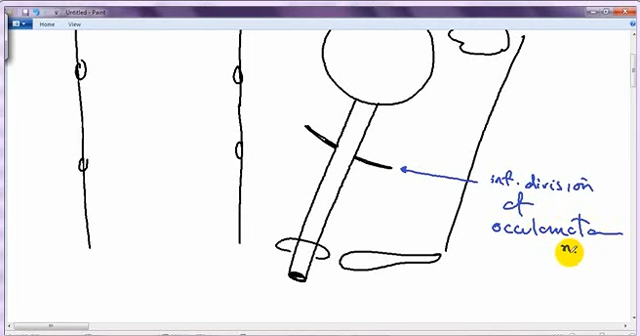 Untitled - Paint
Home View
inf. division
of
occulomotor
n.